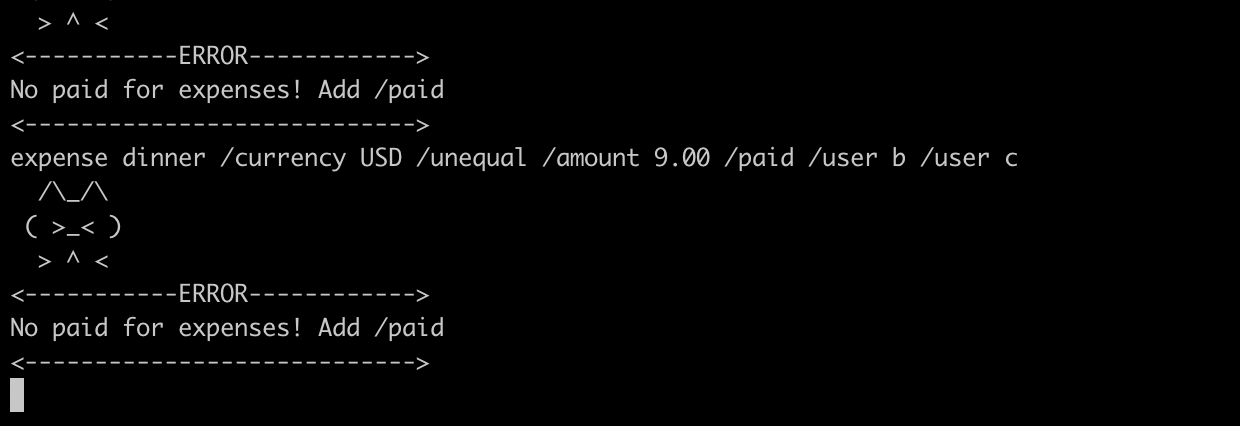 > ^ <
<-----------ERROR------------>
No paid for expenses! Add /paid
<---------------------------->
expense dinner /currency USD /unequal /amount 9.00 /paid /user b /user c
  /\_/\
 ( >_< )
  > ^ <
<-----------ERROR------------>
No paid for expenses! Add /paid
<---------------------------->